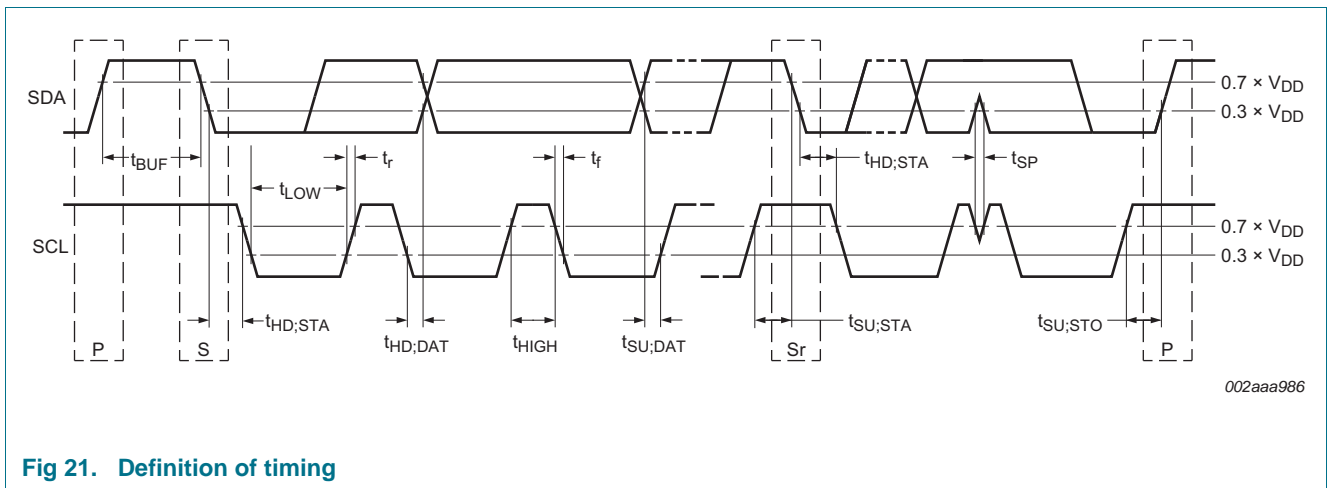 SDA
0.7 × VDD
0.3 × VDD
tBUF
tLOW
tr
tf
tHD;STA
tSP
SCL
0.7 × VDD
0.3 × VDD
tHD;STA
tHD;DAT
tHIGH
tSU;DAT
tSU;STA
tSU;STO
P
S
Sr
P
002aaa986
Fig 21. Definition of timing